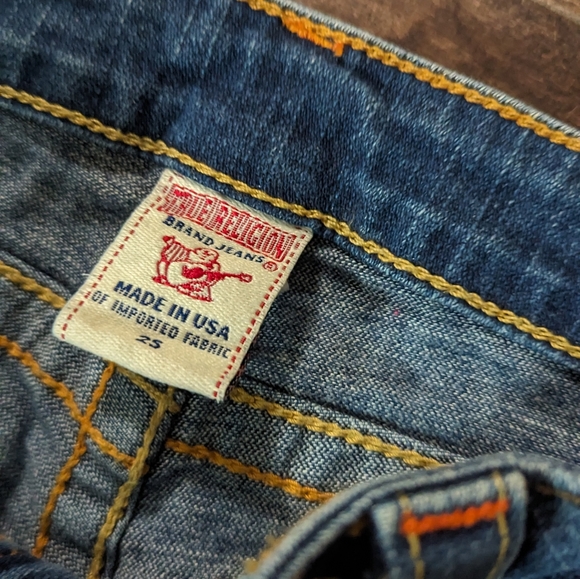 TRUE RELIGION
BRAND JEANS
®
MADE IN USA
OF IMPORTED FABRIC
25